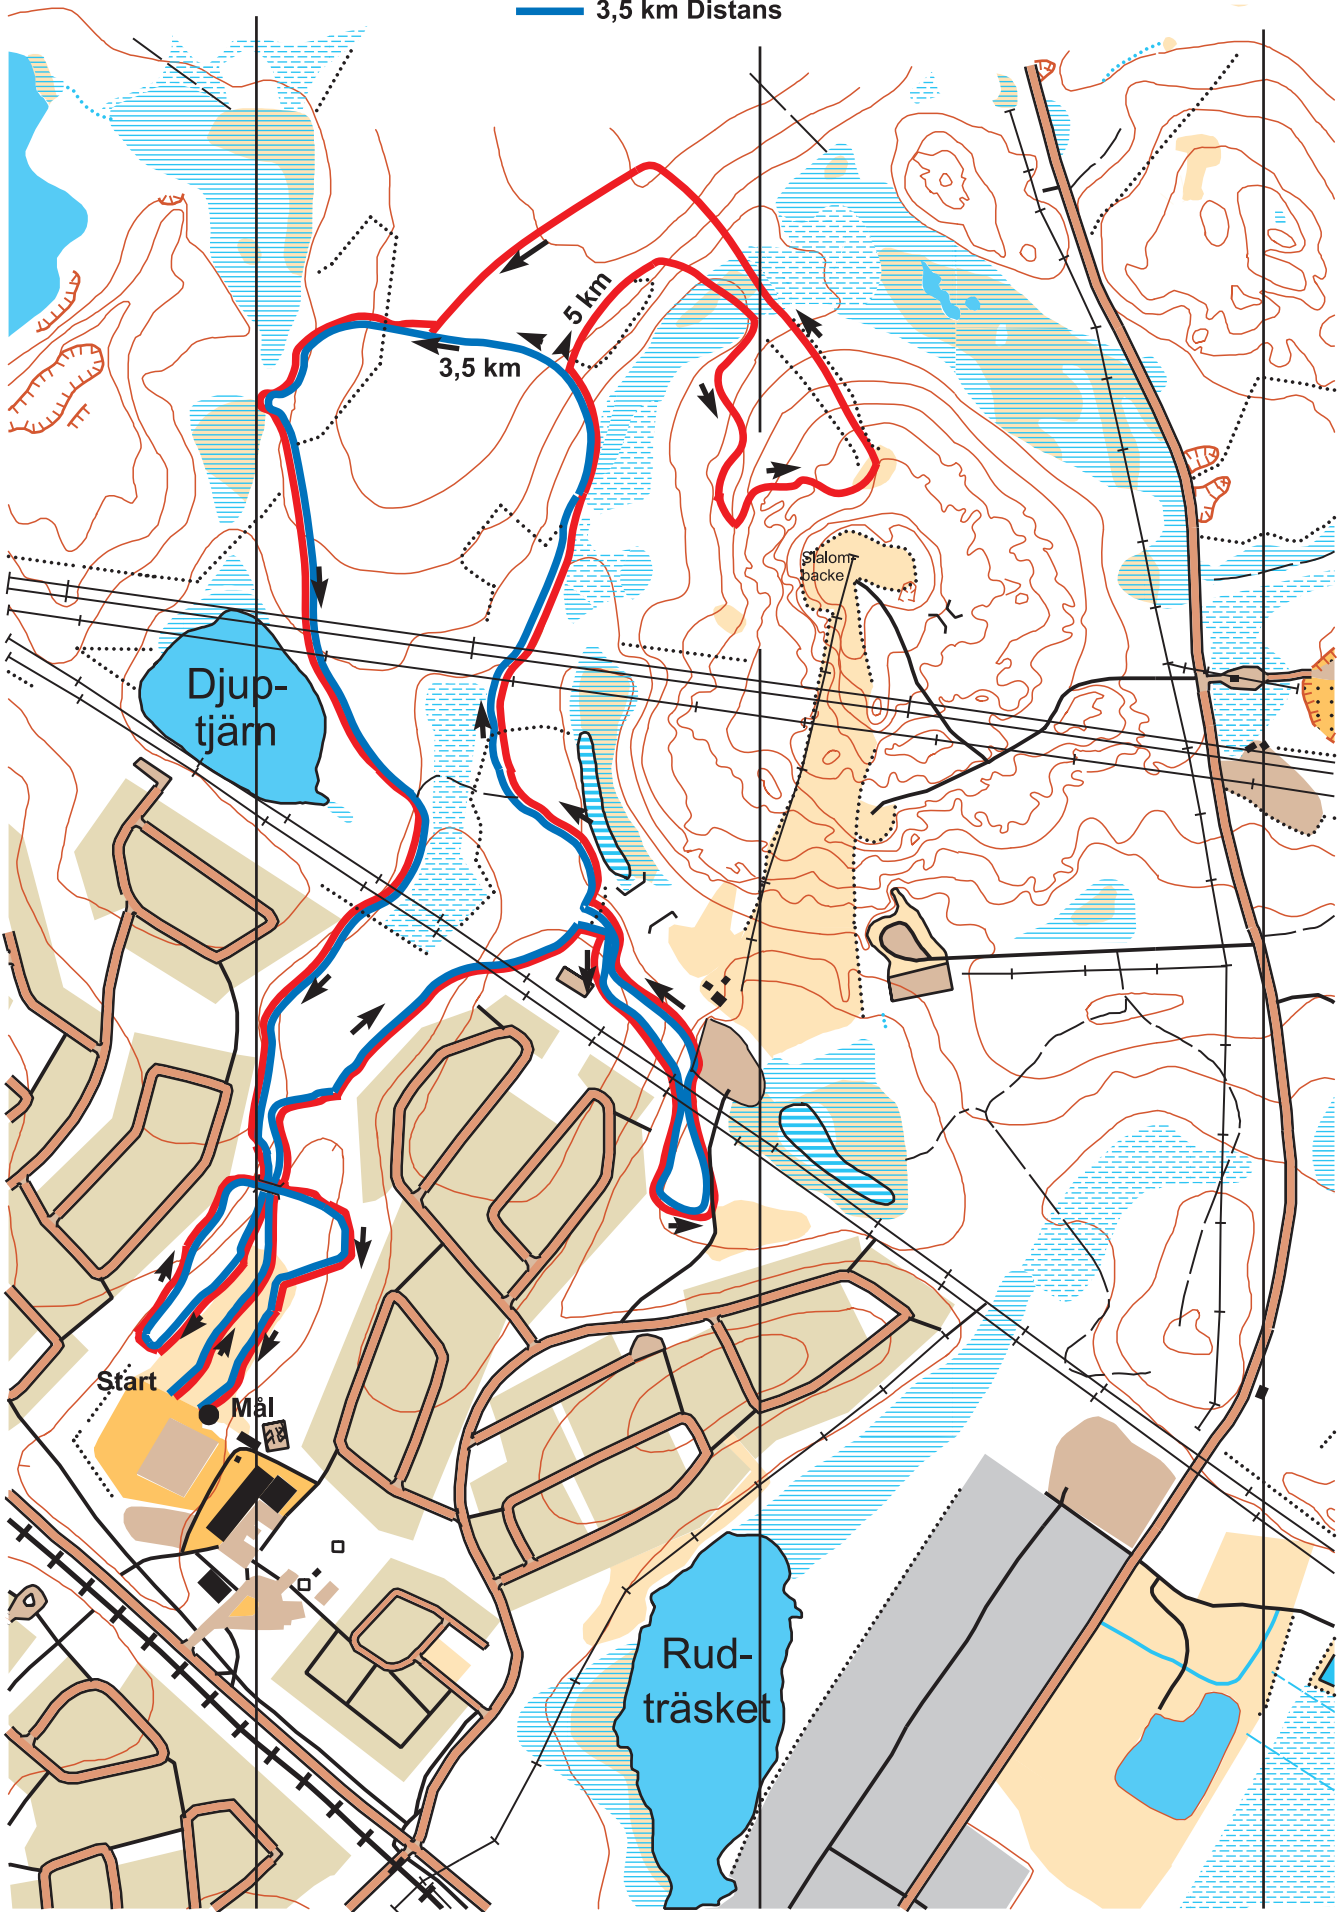 3,5 km Distans
5 km
3,5 km
Slalom-
backe
Djup-
tjärn
Start
Mål
Rud-
träsket